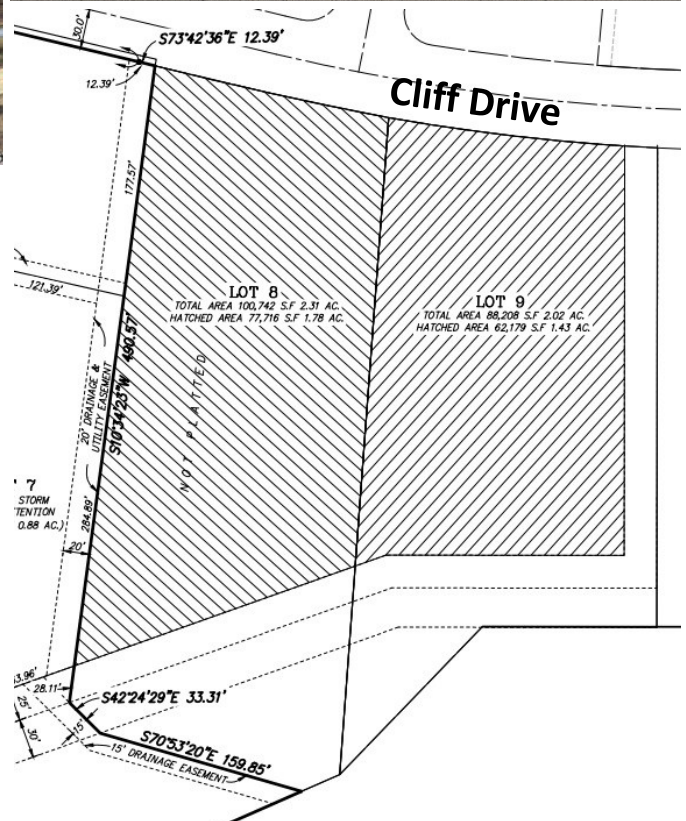 30.0'
S73°42'36"E 12.39'
12.39'
Cliff Drive
177.57'
121.39'
LOT 8
TOTAL AREA 100,742 S.F 2.31 AC.
HATCHED AREA 77,716 S.F 1.78 AC.
LOT 9
TOTAL AREA 88,208 S.F 2.02 AC.
HATCHED AREA 62,179 S.F 1.43 AC.
S10°34'23"W 490.57'
20' DRAINAGE &
UTILITY EASEMENT
NOT PLATTED
7
STORM
TENTION
0.88 AC.)
284.89'
20'
3.96'
28.11'
25'
30'
15'
S42°24'29"E 33.31'
S70°53'20"E 159.85'
15' DRAINAGE EASEMENT